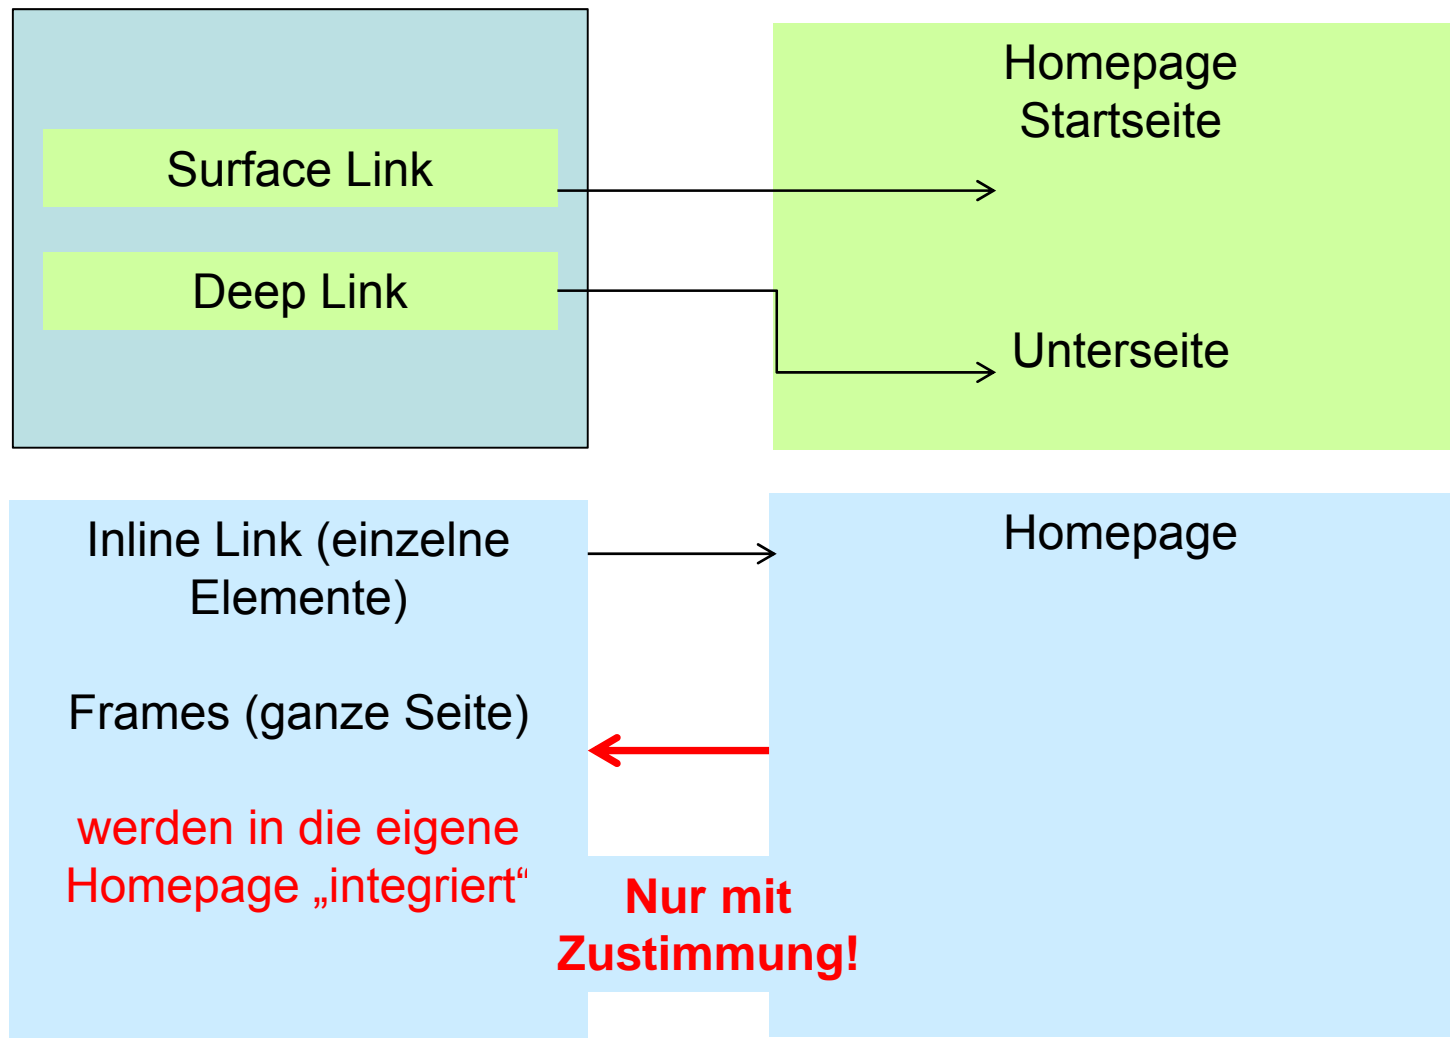 Surface Link
Deep Link
Homepage
Startseite
Unterseite
Inline Link (einzelne
Elemente)
Frames (ganze Seite)
werden in die eigene
Homepage „integriert“
Homepage
Nur mit
Zustimmung!